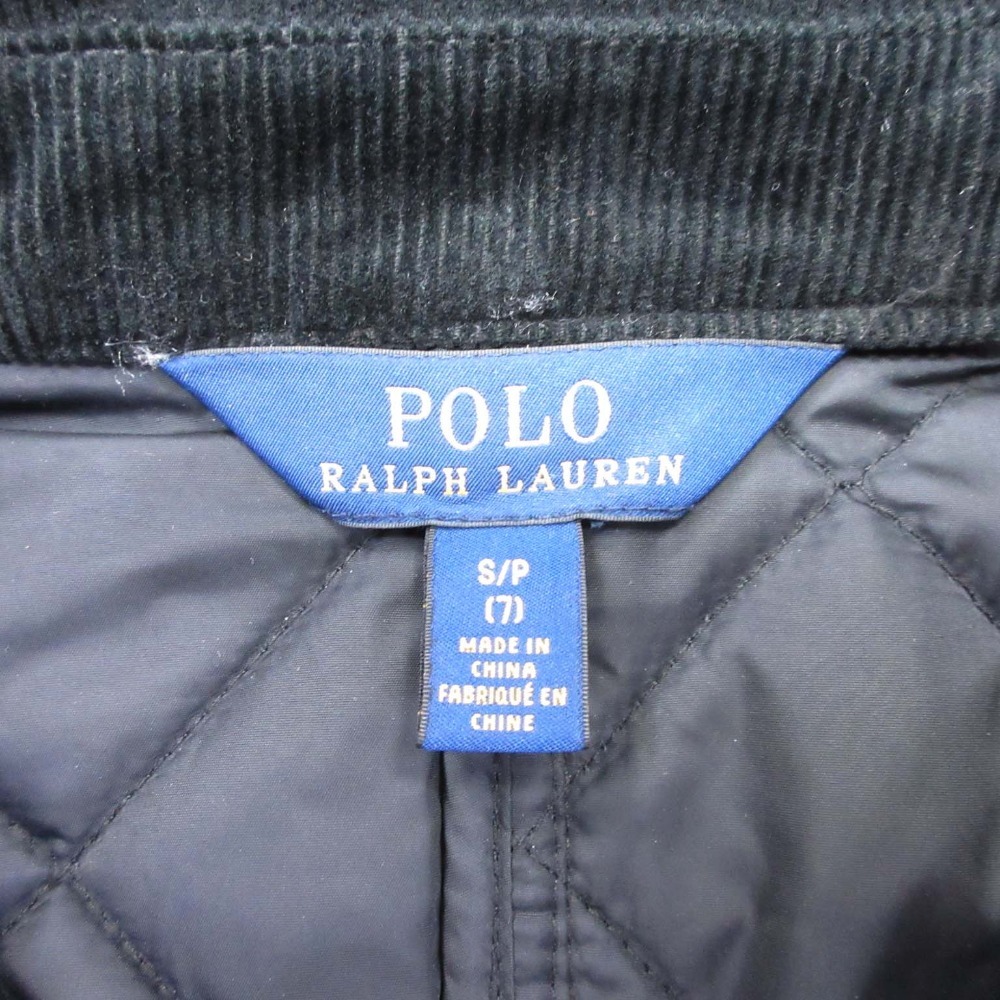 POLO
RALPH LAUREN
S/P
(7)
MADE IN
CHINA
FABRIQUÉ EN
CHINE